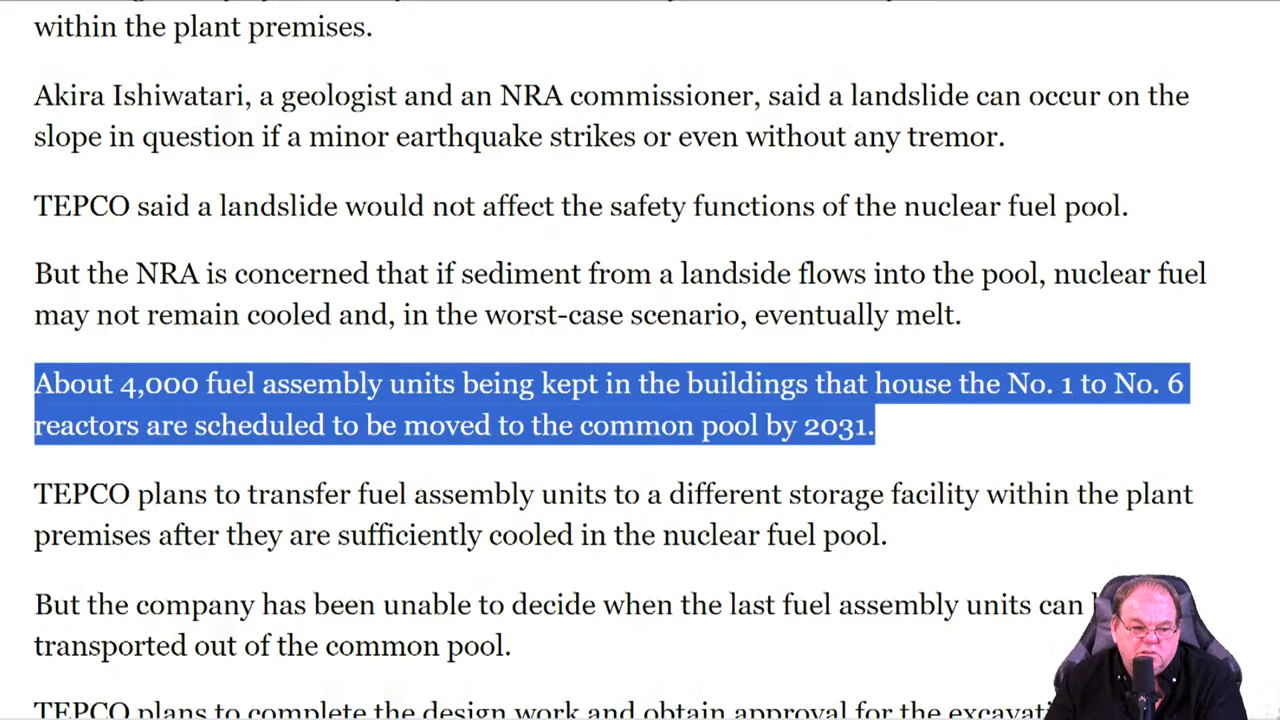 within the plant premises.
Akira Ishiwatari, a geologist and an NRA commissioner, said a landslide can occur on the
slope in question if a minor earthquake strikes or even without any tremor.
TEPCO said a landslide would not affect the safety functions of the nuclear fuel pool.
But the NRA is concerned that if sediment from a landside flows into the pool, nuclear fuel
may not remain cooled and, in the worst-case scenario, eventually melt.
About 4,000 fuel assembly units being kept in the buildings that house the No. 1 to No. 6
reactors are scheduled to be moved to the common pool by 2031.
TEPCO plans to transfer fuel assembly units to a different storage facility within the plant
premises after they are sufficiently cooled in the nuclear fuel pool.
But the company has been unable to decide when the last fuel assembly units can
transported out of the common pool.
TEPCO plans to complete the design work and obtain approval for the